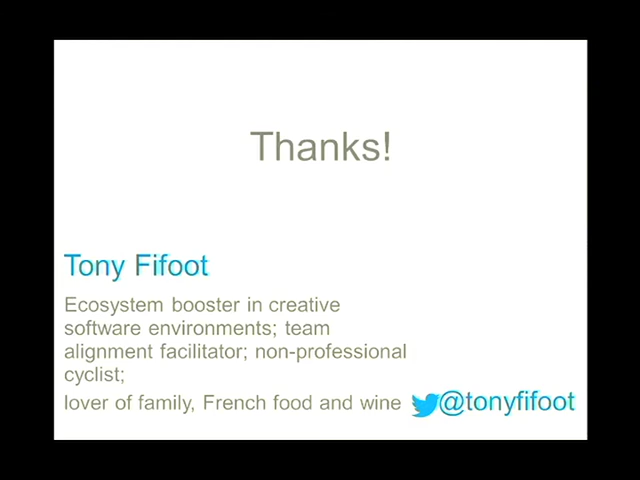 Thanks!
Tony Fifoot
Ecosystem booster in creative
software environments; team
alignment facilitator; non-professional
cyclist;
lover of family, French food and wine
@tonyfifoot